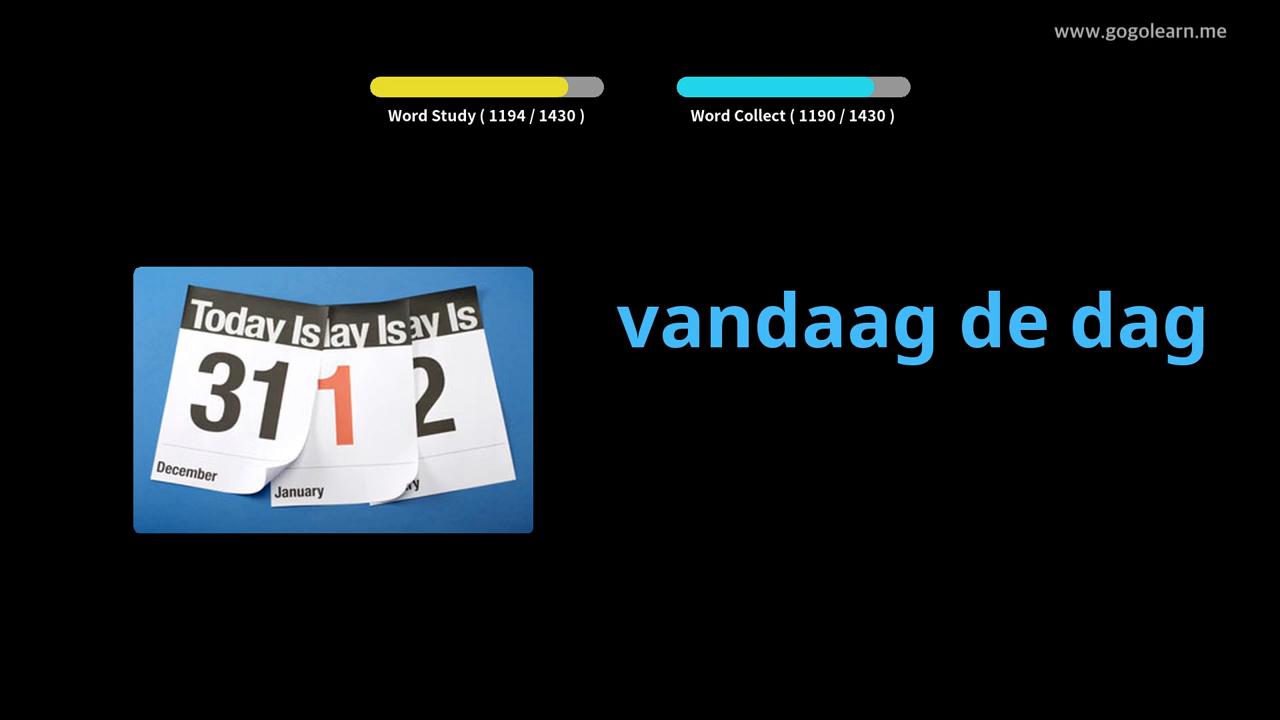 www.gogolearn.me
Word Study ( 1194 / 1430 )
Word Collect ( 1190 / 1430 )
vandaag de dag
Today Is
31
December
ay Is
1
January
ay Is
2
ry